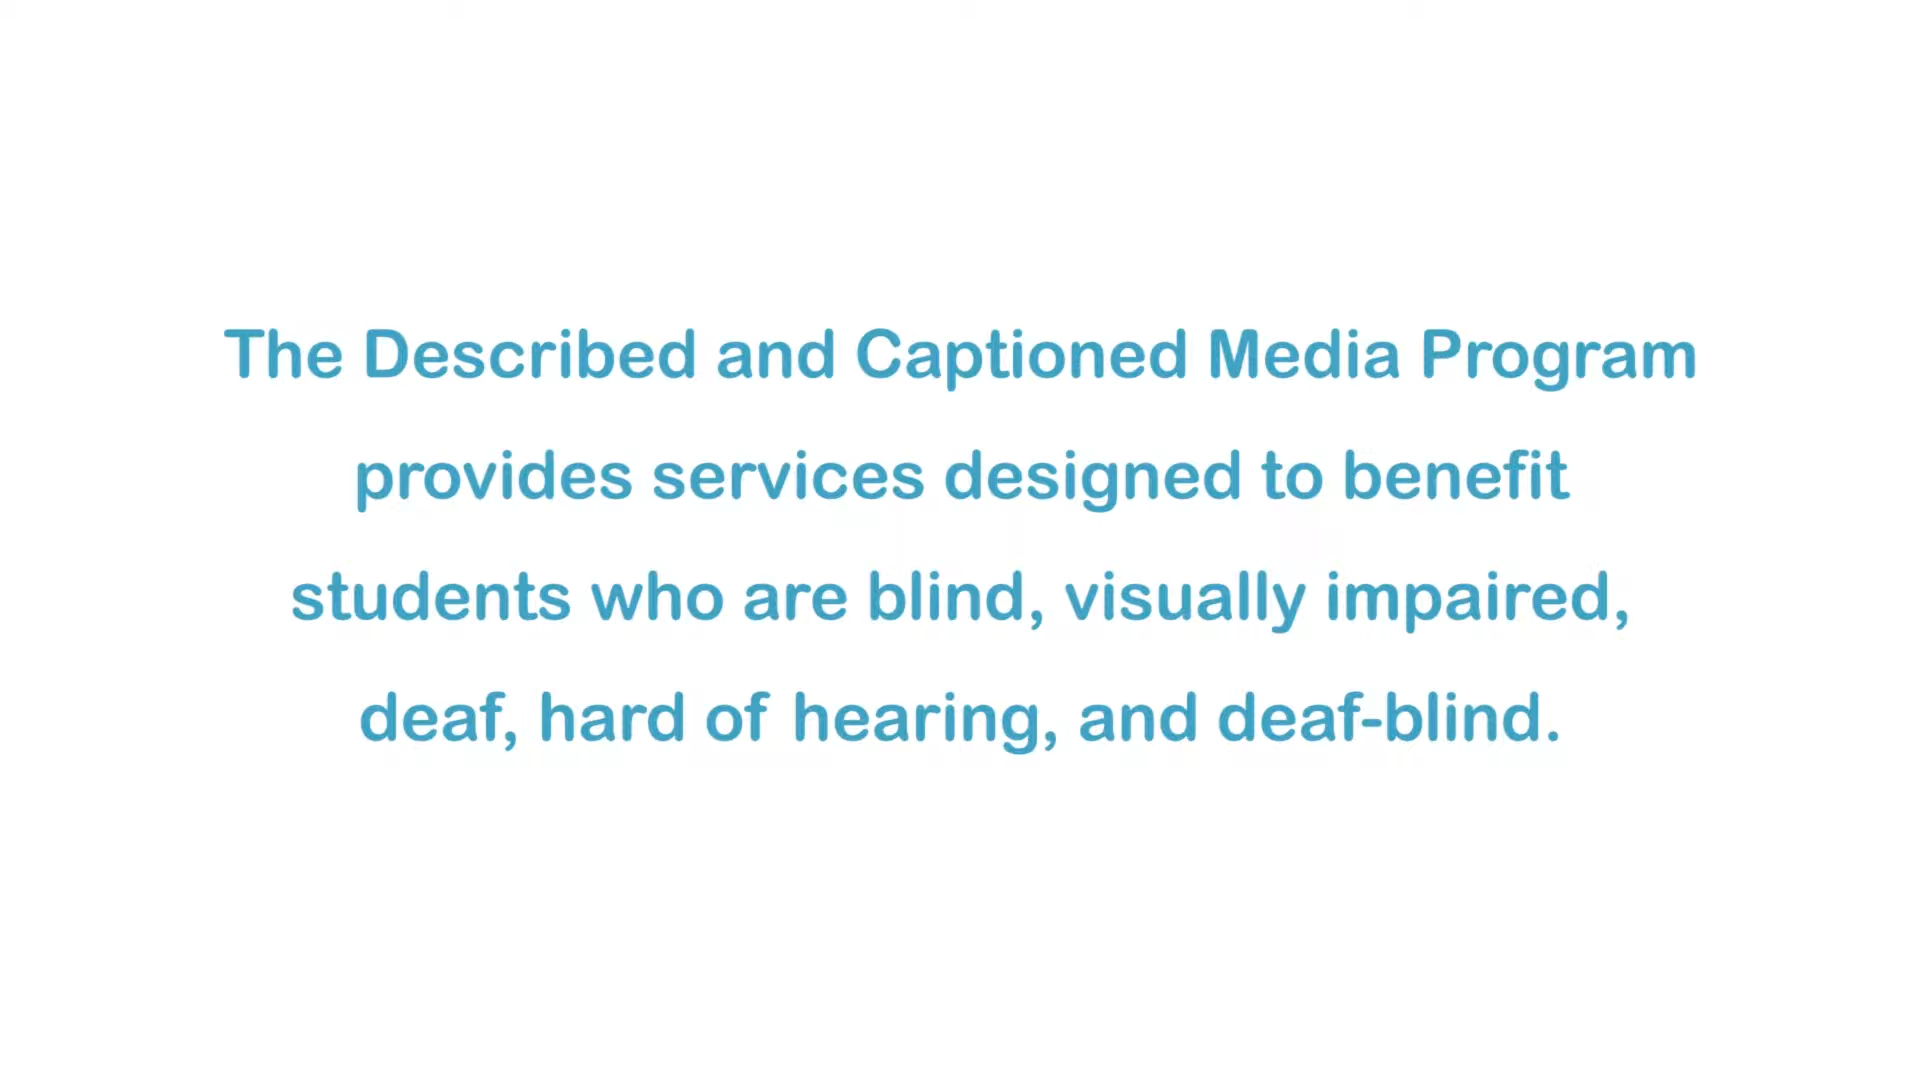 The Described and Captioned Media Program
provides services designed to benefit
students who are blind, visually impaired,
deaf, hard of hearing, and deaf-blind.